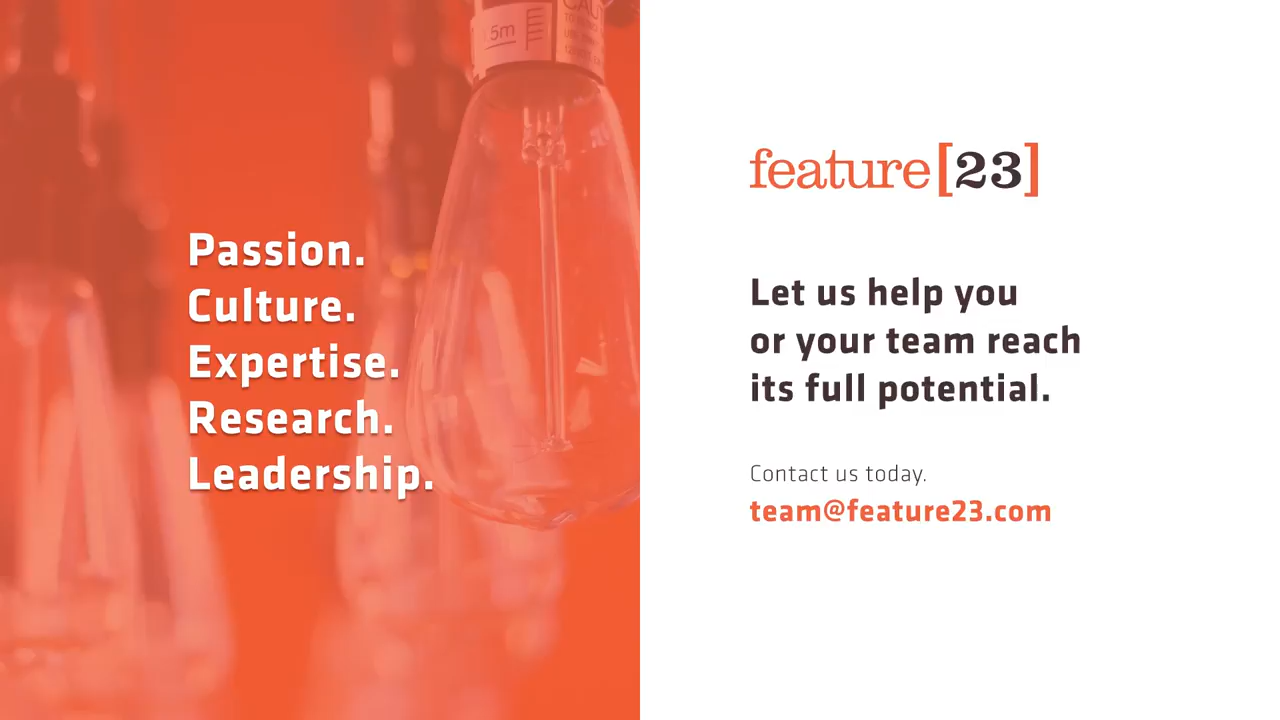 5m
Passion.
Culture.
Expertise.
Research.
Leadership.
feature[23]
Let us help you
or your team reach
its full potential.
Contact us today.
team@feature23.com